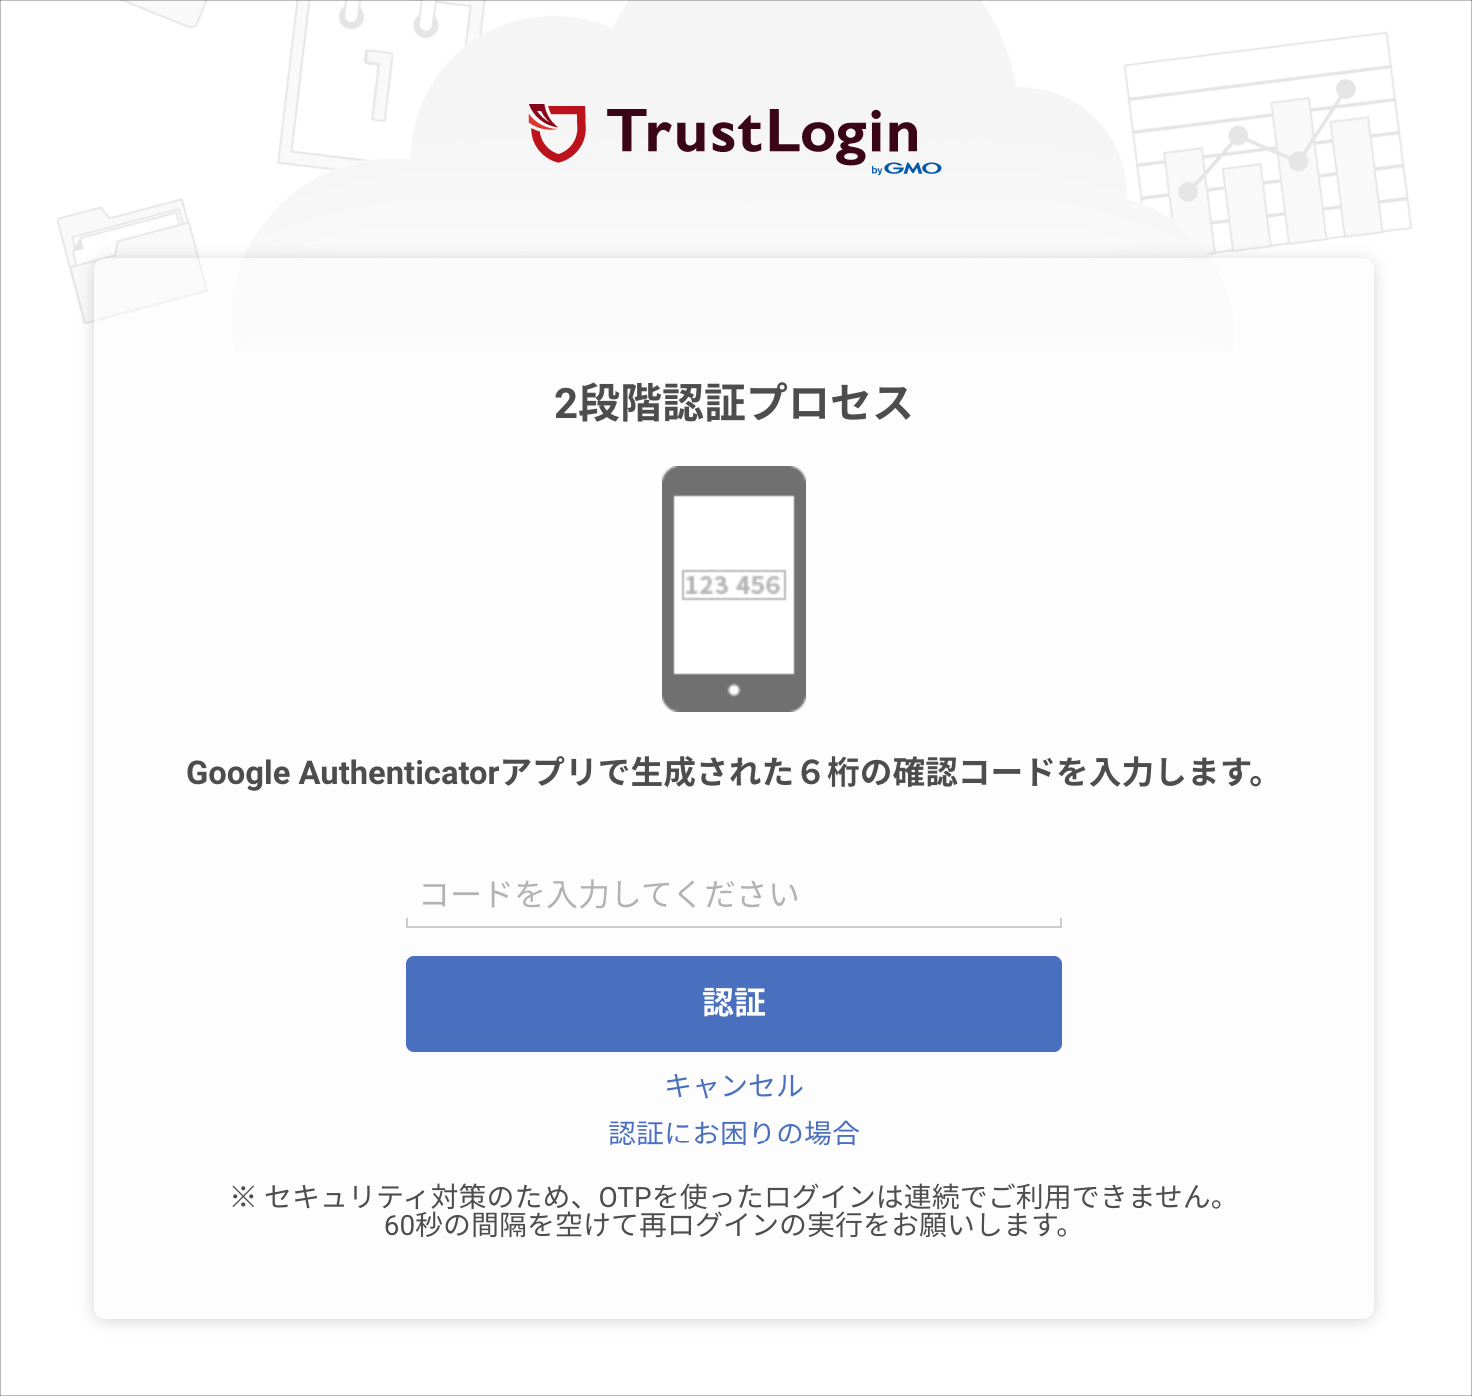 1
TrustLogin
by GMO
2段階認証プロセス
123 456
Google Authenticatorアプリで生成された６桁の確認コードを入力します。
コードを入力してください
認証
キャンセル
認証にお困りの場合
※ セキュリティ対策のため、OTPを使ったログインは連続でご利用できません。
60秒の間隔を空けて再ログインの実行をお願いします。